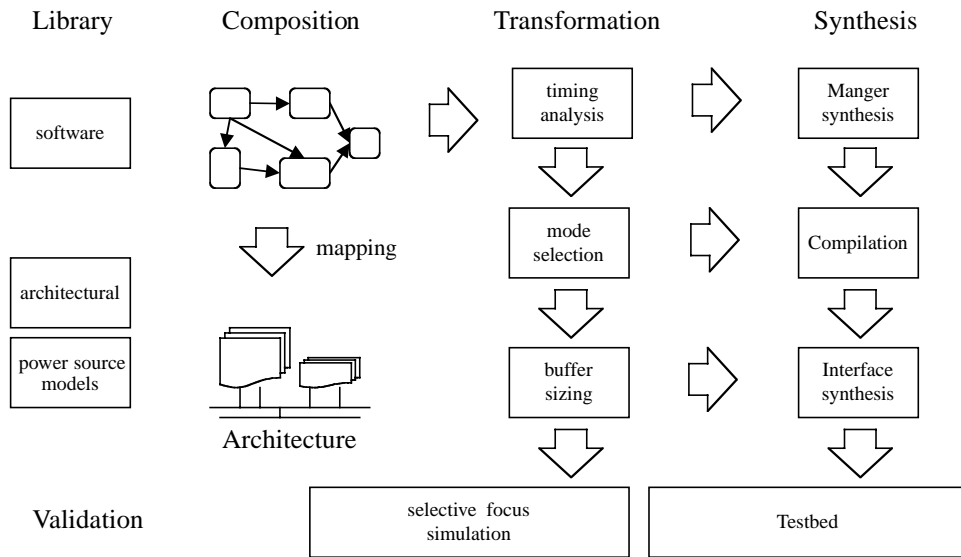 Library
Composition
Transformation
Synthesis
software
timing
analysis
Manger
synthesis
mapping
mode
selection
Compilation
architectural
power source
models
buffer
sizing
Interface
synthesis
Architecture
Validation
selective focus
simulation
Testbed